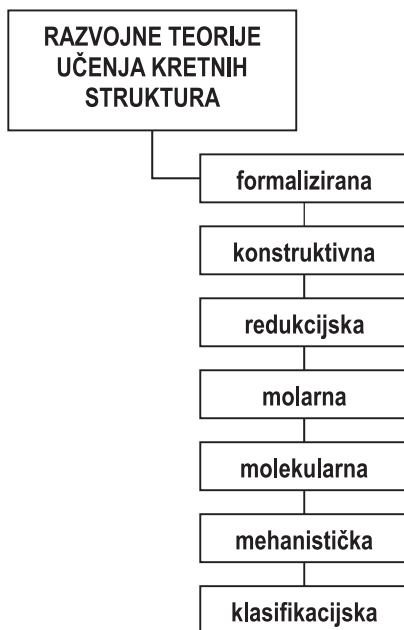 RAZVOJNE TEORIJE
UČENJA KRETNIH
STRUKTURA
formalizirana
konstruktivna
redukcijska
molarna
molekularna
mehanistička
klasifikacijska